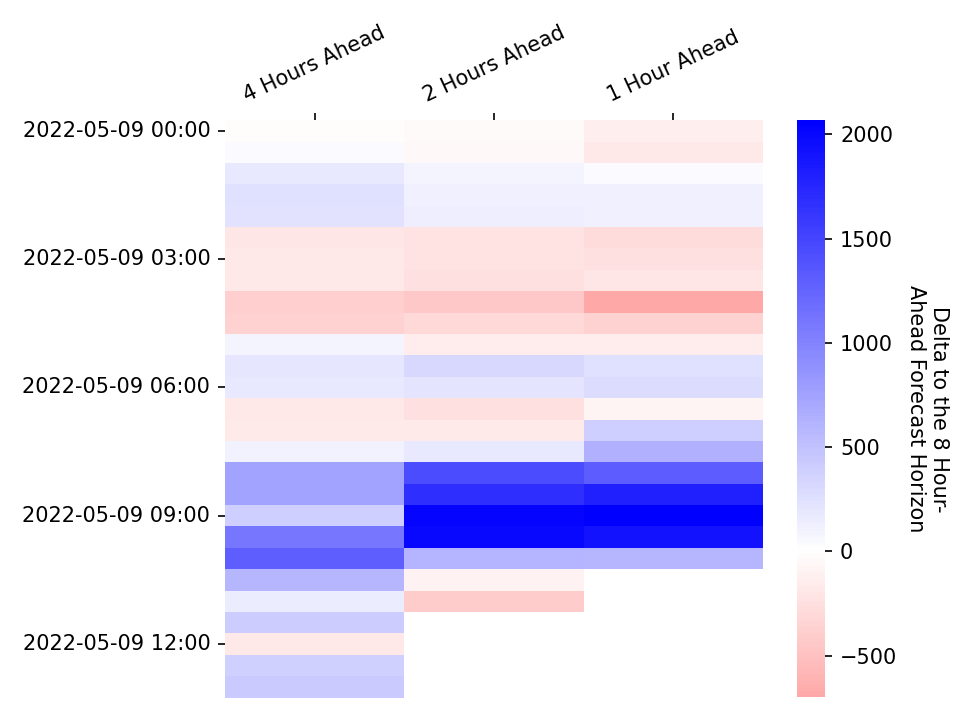 4 Hours Ahead
2 Hours Ahead
1 Hour Ahead
2022-05-09 00:00
2022-05-09 03:00
2022-05-09 06:00
2022-05-09 09:00
2022-05-09 12:00
2000
1500
1000
500
0
−500
Delta to the 8 Hour-
Ahead Forecast Horizon